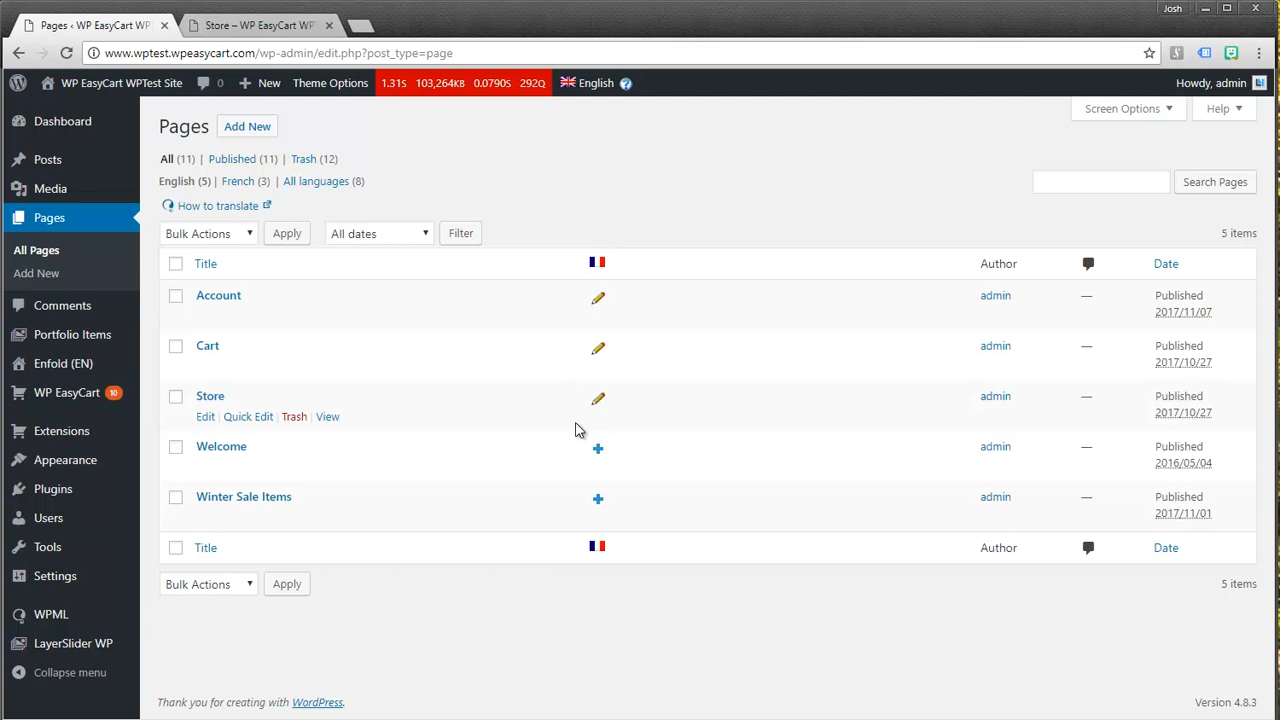 Josh
Pages ‹ WP EasyCart WPT
Store – WP EasyCart WPT
www.wptest.wpeasycart.com/wp-admin/edit.php?post_type=page
WP EasyCart WPTest Site 0 New Theme Options 1.31S 103,264KB 0.0790S 292Q English Howdy, admin
Screen Options Help
Dashboard
Posts
Media
Pages
All Pages
Add New
Comments
Portfolio Items
Enfold (EN)
WP EasyCart 10
Extensions
Appearance
Plugins
Users
Tools
Settings
WPML
LayerSlider WP
Collapse menu
Pages Add New
All (11) | Published (11) | Trash (12)
English (5) | French (3) | All languages (8)
Search Pages
How to translate
Bulk Actions Apply All dates Filter 5 items
Title Author Date
Account admin — Published
2017/11/07
Cart admin — Published
2017/10/27
Store admin — Published
Edit | Quick Edit | Trash | View 2017/10/27
Welcome admin — Published
2016/05/04
Winter Sale Items admin — Published
2017/11/01
Title Author Date
Bulk Actions Apply 5 items
Thank you for creating with WordPress. Version 4.8.3